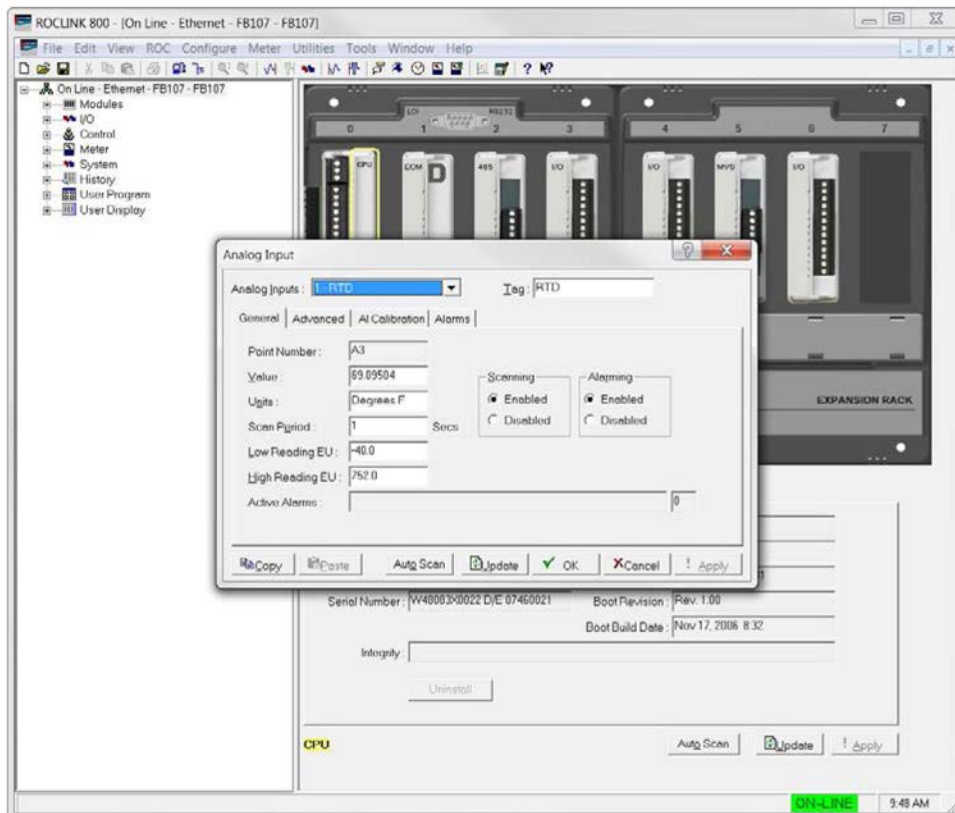 ROCLINK 800 - [On Line - Ethernet - FB107 - FB107]
File Edit View ROC Configure Meter Utilities Tools Window Help
On Line - Ethernet - FB107 - FB107
Modules
I/O
Control
Meter
System
History
User Program
User Display
LOI RS232
0 1 2 3 4 5 6 7
CPU COM D 485 I/O I/O MVS I/O
EXPANSION RACK
Analog Input
Analog Inputs : 1 - RTD Tag : RTD
General Advanced AI Calibration Alarms
Point Number : A3
Value : 69.09504
Units : Degrees F
Scan Period : 1 Secs
Low Reading EU : -40.0
High Reading EU : 752.0
Active Alarms : 0
Scanning
Enabled
Disabled
Alarming
Enabled
Disabled
Copy Paste Auto Scan Update OK Cancel ! Apply
Serial Number : W48083X0022 D/E 07460021 Boot Revision : Rev. 1.00
Boot Build Date : Nov 17, 2006 8:32
Integrity :
Uninstall
CPU Auto Scan Update ! Apply
ON-LINE 9:48 AM